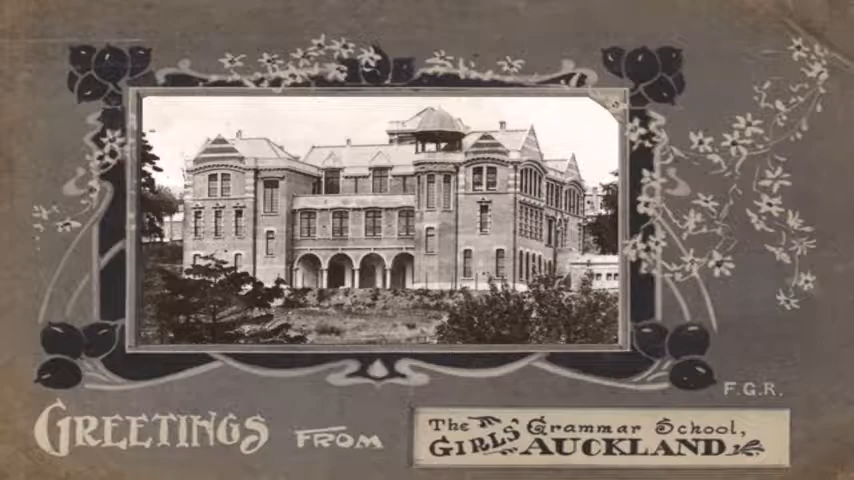 F.G.R.
GREETINGS FROM
The GIRLS' Grammar School,
AUCKLAND